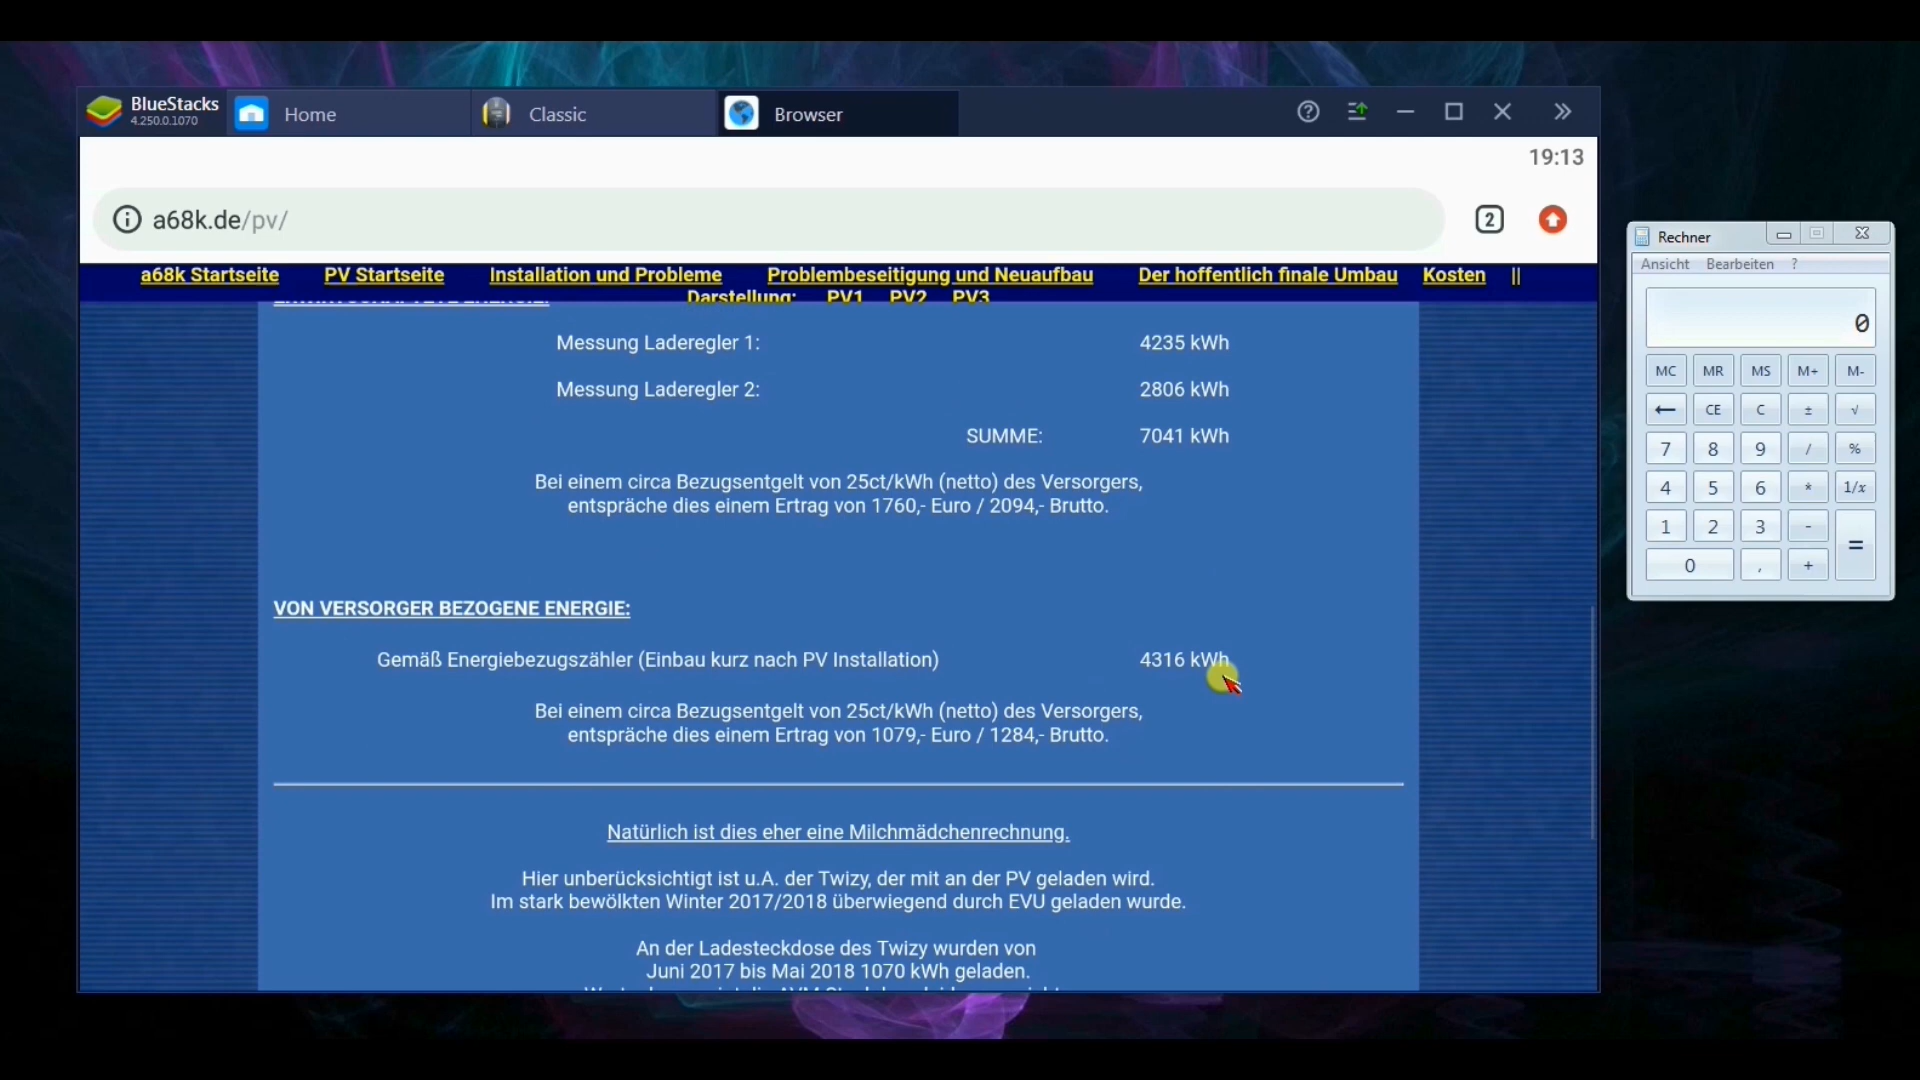 BlueStacks
4.250.0.1070
Home
Classic
Browser
19:13
a68k.de/pv/
2
a68k Startseite PV Startseite Installation und Probleme Problembeseitigung und Neuaufbau Der hoffentlich finale Umbau Kosten ||
Darstellung: PV1 PV2 PV3
Messung Laderegler 1: 4235 kWh
Messung Laderegler 2: 2806 kWh
SUMME: 7041 kWh
Bei einem circa Bezugsentgelt von 25ct/kWh (netto) des Versorgers,
entspräche dies einem Ertrag von 1760,- Euro / 2094,- Brutto.
VON VERSORGER BEZOGENE ENERGIE:
Gemäß Energiebezugszähler (Einbau kurz nach PV Installation) 4316 kWh
Bei einem circa Bezugsentgelt von 25ct/kWh (netto) des Versorgers,
entspräche dies einem Ertrag von 1079,- Euro / 1284,- Brutto.
Natürlich ist dies eher eine Milchmädchenrechnung.
Hier unberücksichtigt ist u.A. der Twizy, der mit an der PV geladen wird.
Im stark bewölkten Winter 2017/2018 überwiegend durch EVU geladen wurde.
An der Ladesteckdose des Twizy wurden von
Juni 2017 bis Mai 2018 1070 kWh geladen.
Rechner
Ansicht Bearbeiten ?
0
MC MR MS M+ M-
← CE C ± √
7 8 9 / %
4 5 6 * 1/x
1 2 3 - =
0 , +